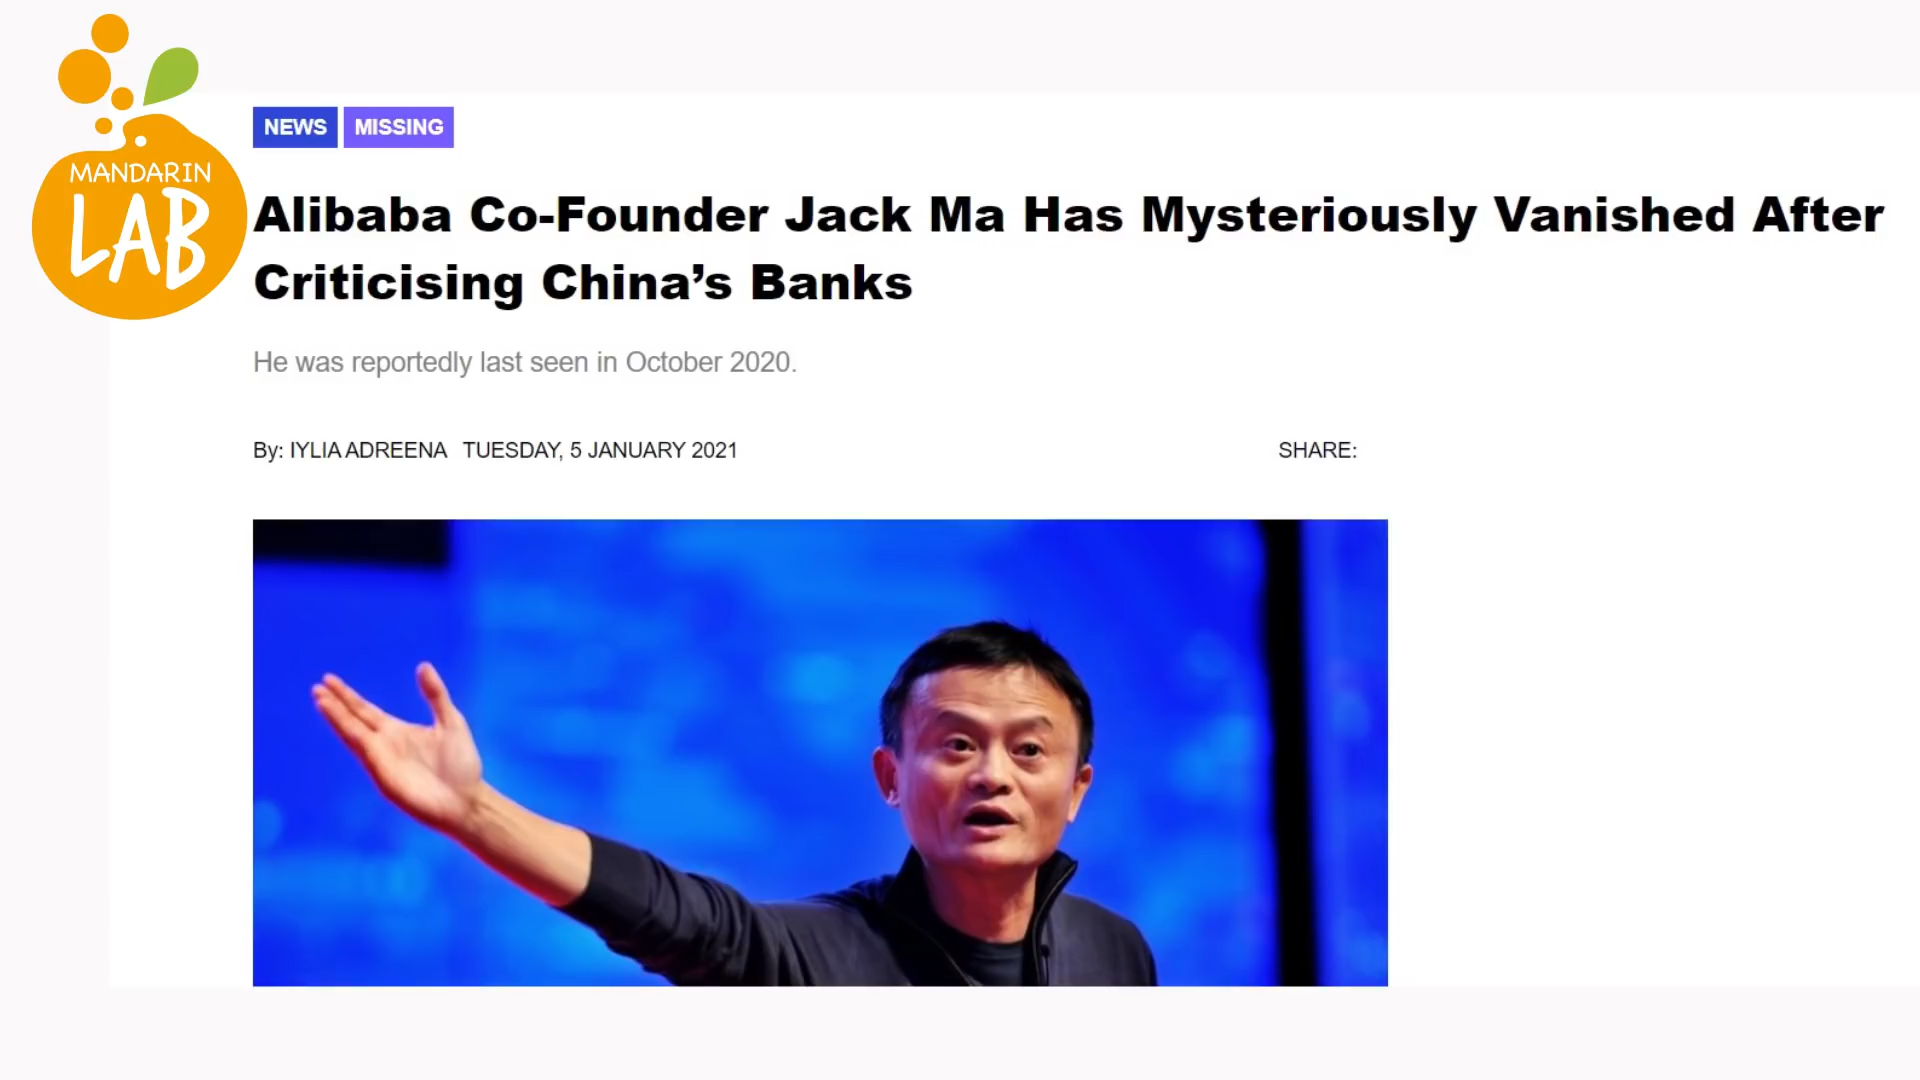 MANDARIN
LAB
NEWS MISSING
Alibaba Co-Founder Jack Ma Has Mysteriously Vanished After
Criticising China’s Banks
He was reportedly last seen in October 2020.
By: IYLIA ADREENA TUESDAY, 5 JANUARY 2021 SHARE: